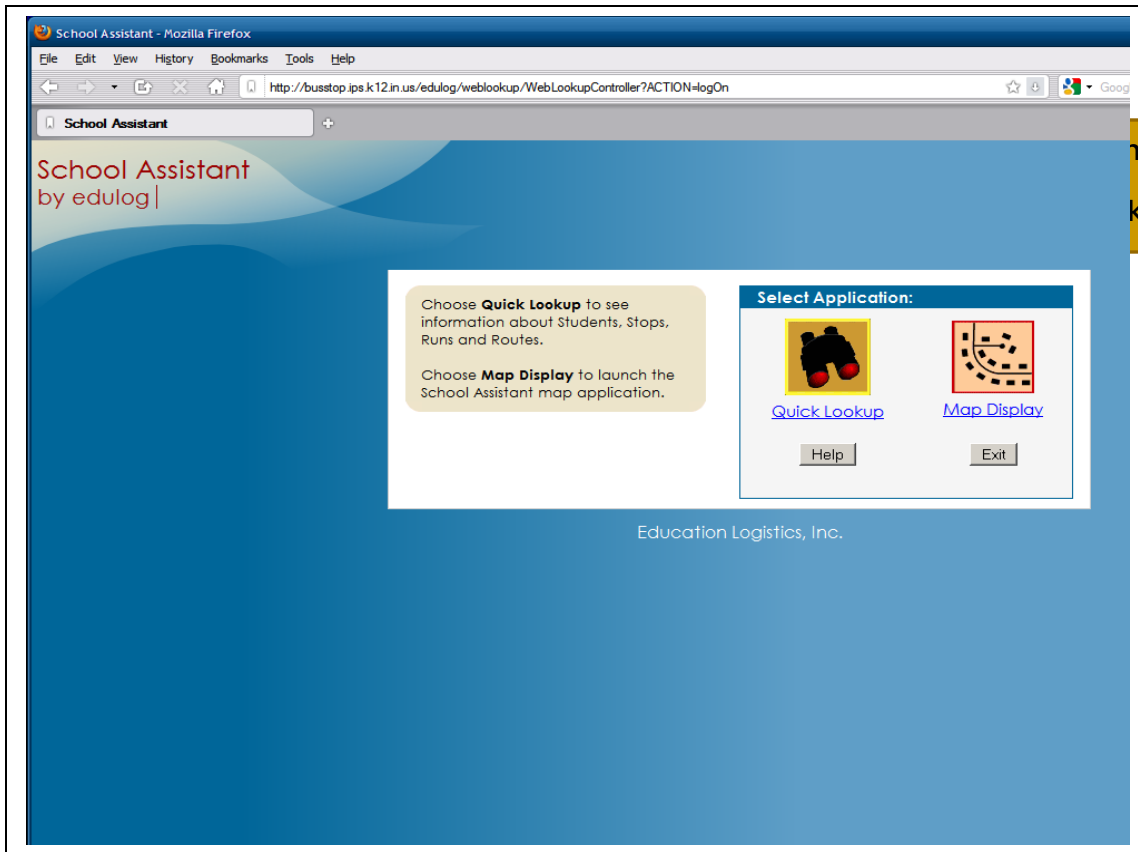 School Assistant - Mozilla Firefox
File Edit View History Bookmarks Tools Help
http://busstop.ips.k12.in.us/edulog/weblookup/WebLookupController?ACTION=logOn
Goog
School Assistant
School Assistant
by edulog
Choose Quick Lookup to see
information about Students, Stops,
Runs and Routes.
Choose Map Display to launch the
School Assistant map application.
Select Application:
Quick Lookup Map Display
Help Exit
Education Logistics, Inc.